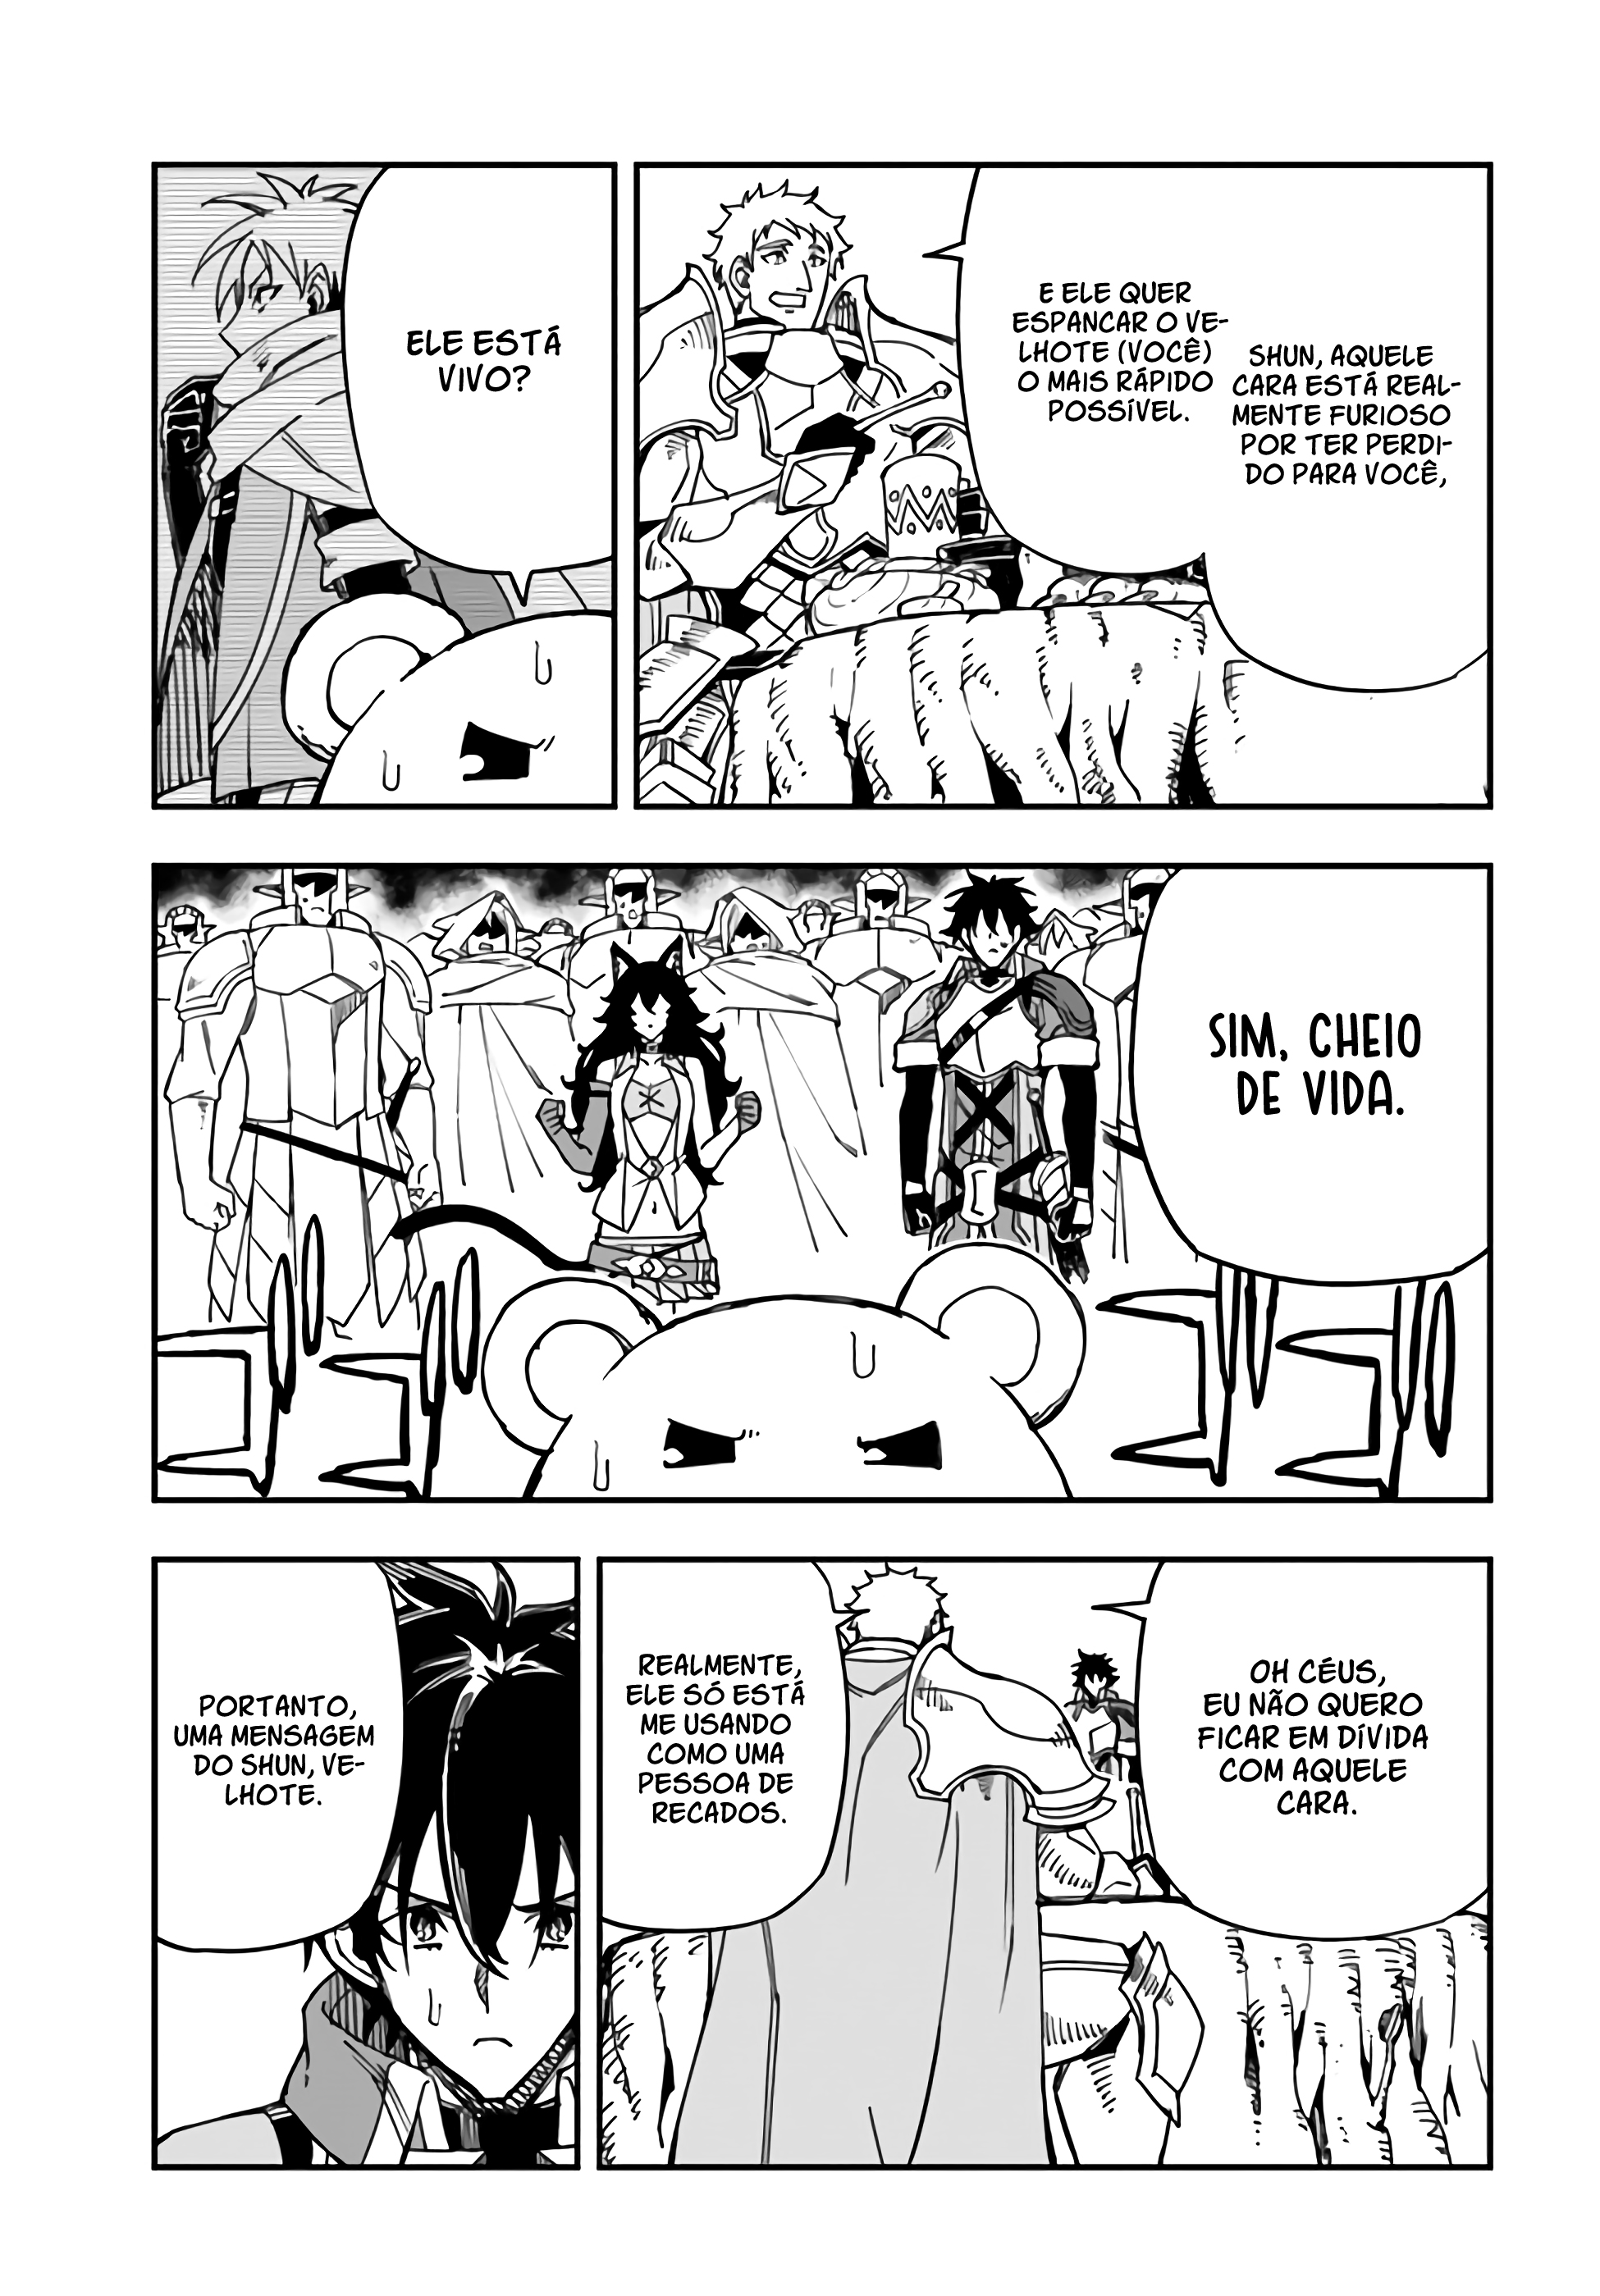 SHUN, AQUELE
CARA ESTÁ REAL-
MENTE FURIOSO
POR TER PERDI-
DO PARA VOCÊ,
E ELE QUER
ESPANCAR O VE-
LHOTE (VOCÊ)
O MAIS RÁPIDO
POSSÍVEL.
ELE ESTÁ
VIVO?
SIM, CHEIO
DE VIDA.
OH CÉUS,
EU NÃO QUERO
FICAR EM DÍVIDA
COM AQUELE
CARA.
REALMENTE,
ELE SÓ ESTÁ
ME USANDO
COMO UMA
PESSOA DE
RECADOS.
PORTANTO,
UMA MENSAGEM
DO SHUN, VE-
LHOTE.